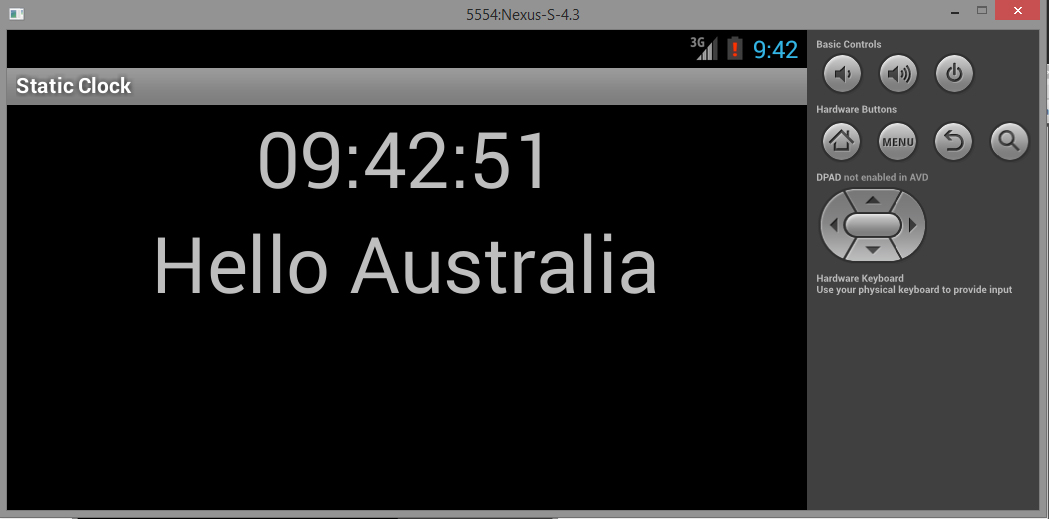 5554:Nexus-S-4.3
3G
9:42
Static Clock
09:42:51
Hello Australia
Basic Controls
Hardware Buttons
MENU
DPAD not enabled in AVD
Hardware Keyboard
Use your physical keyboard to provide input